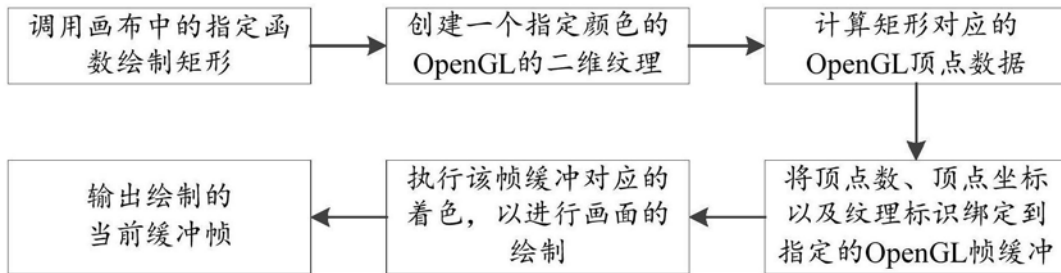 调用画布中的指定函
数绘制矩形
创建一个指定颜色的
OpenGL的二维纹理
计算矩形对应的
OpenGL顶点数据
将顶点数、顶点坐标
以及纹理标识绑定到
指定的OpenGL帧缓冲
执行该帧缓冲对应的
着色，以进行画面的
绘制
输出绘制的
当前缓冲帧